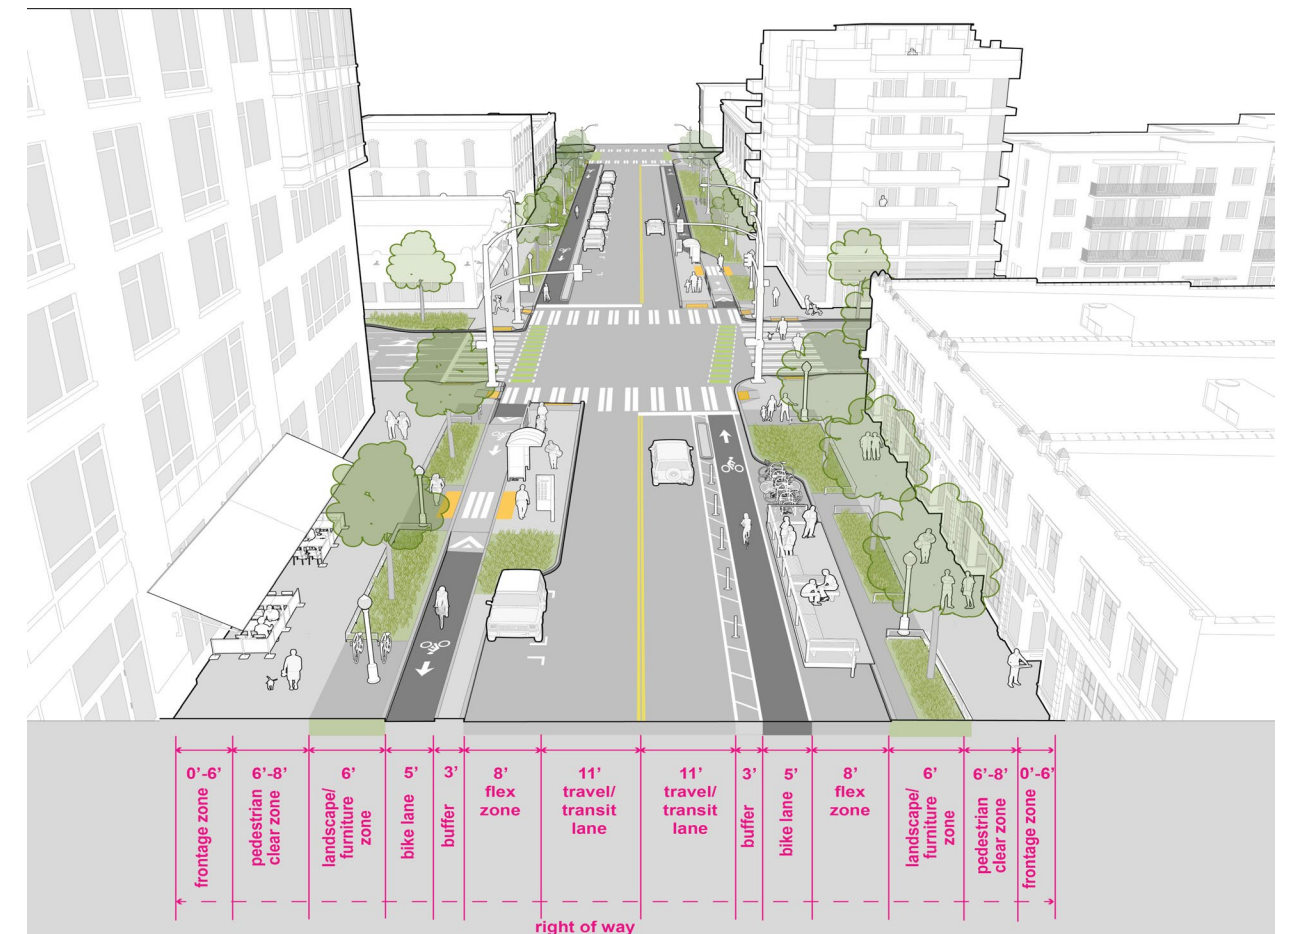 0’-6’
frontage zone
6’-8’
pedestrian
clear zone
6’
landscape/
furniture
zone
5’
bike lane
3’
buffer
8’
flex
zone
11’
travel/
transit
lane
11’
travel/
transit
lane
3’
buffer
5’
bike lane
8’
flex
zone
6’
landscape/
furniture
zone
6’-8’
pedestrian
clear zone
0’-6’
frontage zone
right of way